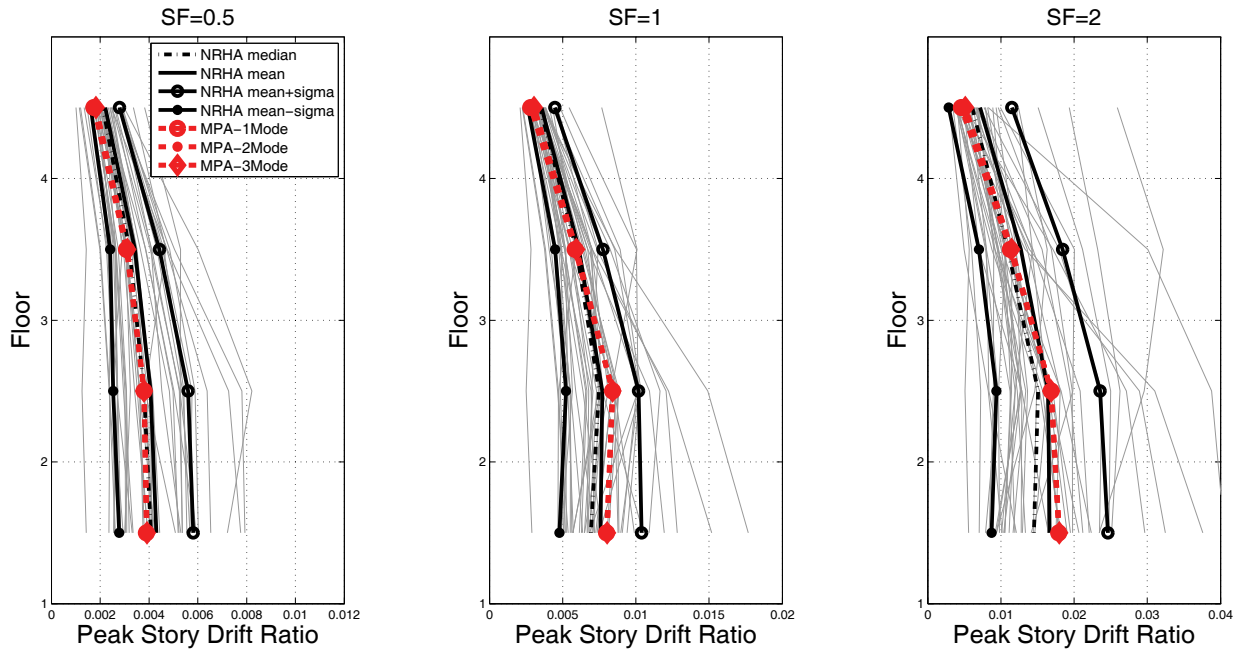 SF=0.5
SF=1
SF=2
NRHA median
NRHA mean
NRHA mean+sigma
NRHA mean−sigma
MPA−1Mode
MPA−2Mode
MPA−3Mode
4
3
2
1
Floor
0.002 0.004 0.006 0.01 0.012
Peak Story Drift Ratio
4
3
2
1
Floor
0 0.005 0.01 0.015 0.02
Peak Story Drift Ratio
4
3
2
1
Floor
0 0.01 0.02 0.03 0.04
Peak Story Drift Ratio